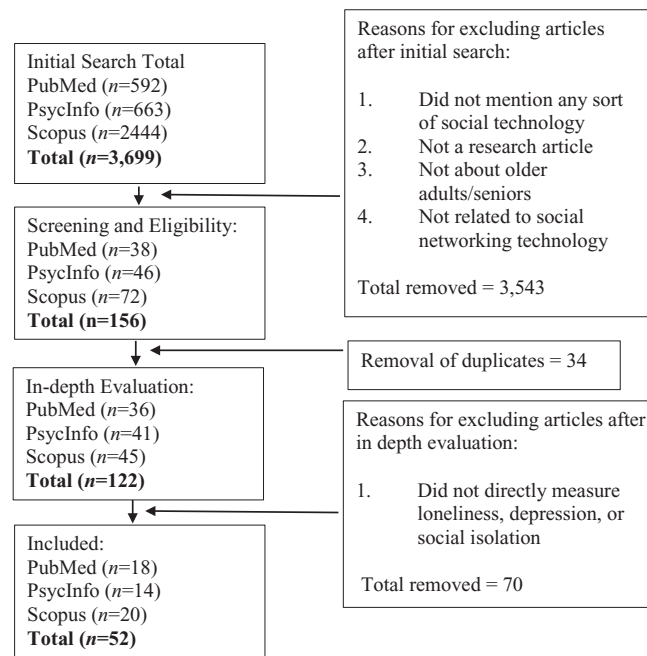 Initial Search Total
PubMed (n=592)
PsycInfo (n=663)
Scopus (n=2444)
Total (n=3,699)
Reasons for excluding articles
after initial search:
1. Did not mention any sort
of social technology
2. Not a research article
3. Not about older
adults/seniors
4. Not related to social
networking technology
Total removed = 3,543
Screening and Eligibility:
PubMed (n=38)
PsycInfo (n=46)
Scopus (n=72)
Total (n=156)
Removal of duplicates = 34
In-depth Evaluation:
PubMed (n=36)
PsycInfo (n=41)
Scopus (n=45)
Total (n=122)
Reasons for excluding articles after
in depth evaluation:
1. Did not directly measure
loneliness, depression, or
social isolation
Total removed = 70
Included:
PubMed (n=18)
PsycInfo (n=14)
Scopus (n=20)
Total (n=52)